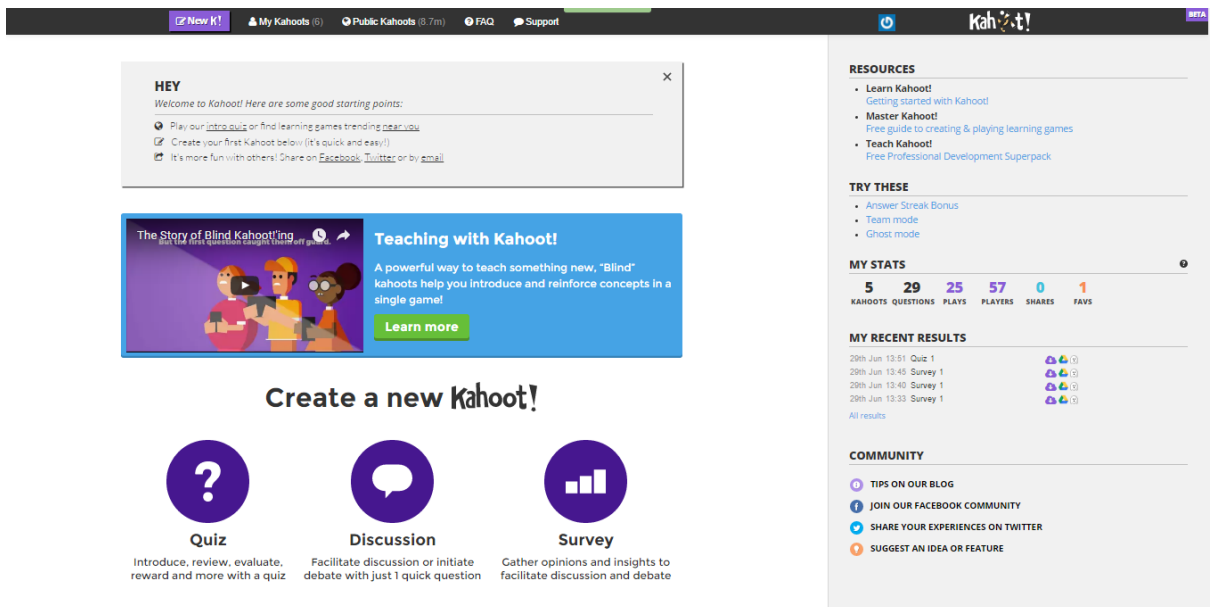 New K!
My Kahoots (6)
Public Kahoots (8.7m)
FAQ
Support
Kahoot!
BETA
HEY
Welcome to Kahoot! Here are some good starting points:
Play our intro quiz or find learning games trending near you
Create your first Kahoot below (it's quick and easy!)
It's more fun with others! Share on Facebook, Twitter or by email
The Story of Blind Kahoot!'ing
But the first question caught them off guard.
Teaching with Kahoot!
A powerful way to teach something new, "Blind"
kahoots help you introduce and reinforce concepts in a
single game!
Learn more
Create a new Kahoot!
Quiz
Introduce, review, evaluate,
reward and more with a quiz
Discussion
Facilitate discussion or initiate
debate with just 1 quick question
Survey
Gather opinions and insights to
facilitate discussion and debate
RESOURCES
Learn Kahoot!
Getting started with Kahoot!
Master Kahoot!
Free guide to creating & playing learning games
Teach Kahoot!
Free Professional Development Superpack
TRY THESE
Answer Streak Bonus
Team mode
Ghost mode
MY STATS
5 29 25 57 0 1
KAHOOTS QUESTIONS PLAYS PLAYERS SHARES FAVS
MY RECENT RESULTS
29th Jun 13:51 Quiz 1
29th Jun 13:45 Survey 1
29th Jun 13:40 Survey 1
29th Jun 13:33 Survey 1
All results
COMMUNITY
TIPS ON OUR BLOG
JOIN OUR FACEBOOK COMMUNITY
SHARE YOUR EXPERIENCES ON TWITTER
SUGGEST AN IDEA OR FEATURE